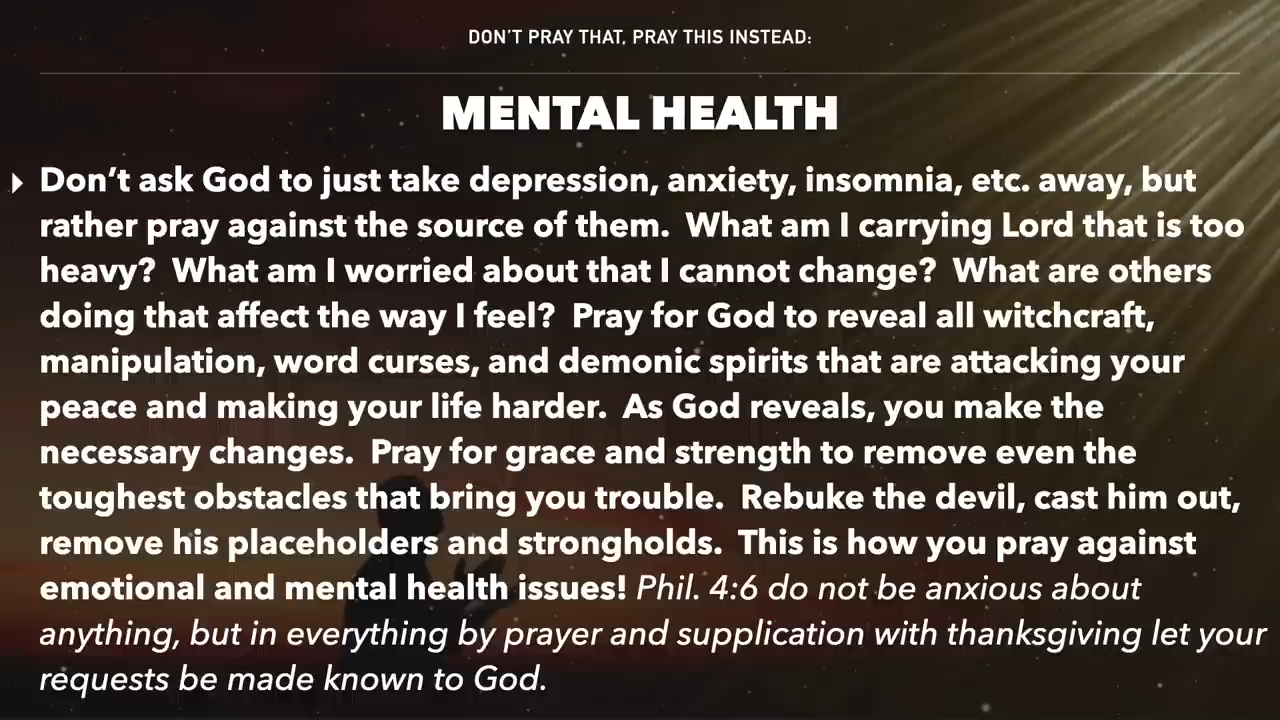 DON'T PRAY THAT, PRAY THIS INSTEAD:
MENTAL HEALTH
Don't ask God to just take depression, anxiety, insomnia, etc. away, but
rather pray against the source of them.  What am I carrying Lord that is too
heavy?  What am I worried about that I cannot change?  What are others
doing that affect the way I feel?  Pray for God to reveal all witchcraft,
manipulation, word curses, and demonic spirits that are attacking your
peace and making your life harder.  As God reveals, you make the
necessary changes.  Pray for grace and strength to remove even the
toughest obstacles that bring you trouble.  Rebuke the devil, cast him out,
remove his placeholders and strongholds.  This is how you pray against
emotional and mental health issues! Phil. 4:6 do not be anxious about
anything, but in everything by prayer and supplication with thanksgiving let your
requests be made known to God.